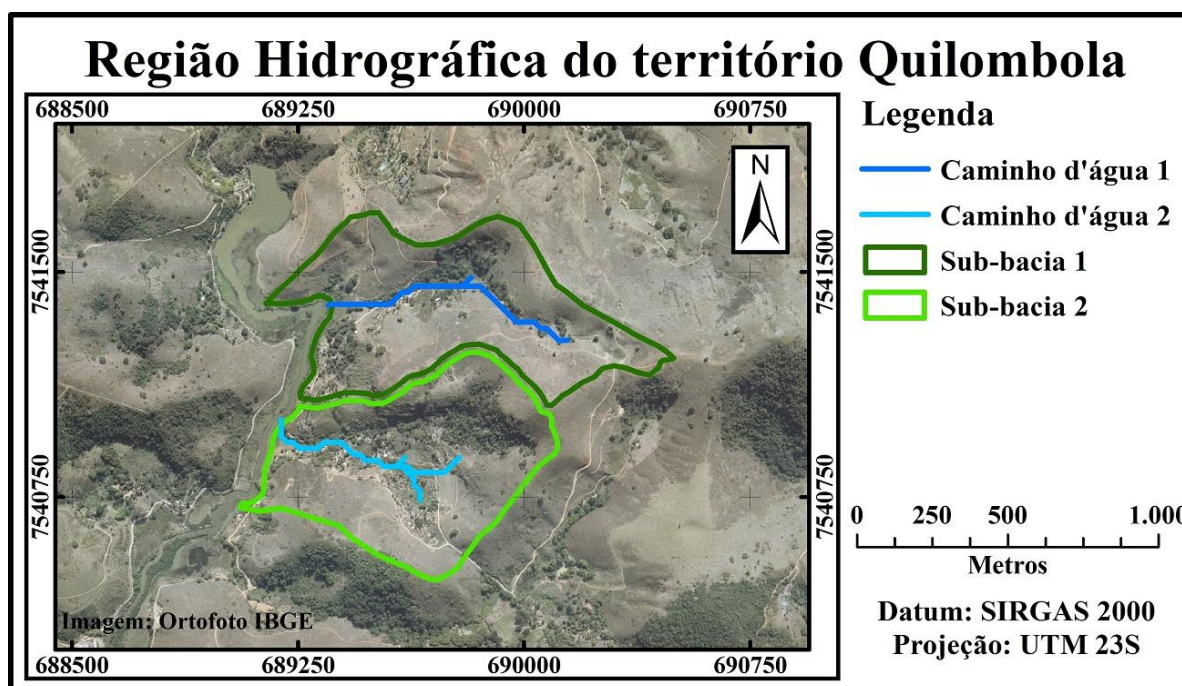 Região Hidrográfica do território Quilombola
688500 689250 690000 690750
7541500 7541500
7540750 7540750
N
Imagem: Ortofoto IBGE
688500 689250 690000 690750
Legenda
Caminho d'água 1
Caminho d'água 2
Sub-bacia 1
Sub-bacia 2
0 250 500 1.000
Metros
Datum: SIRGAS 2000
Projeção: UTM 23S